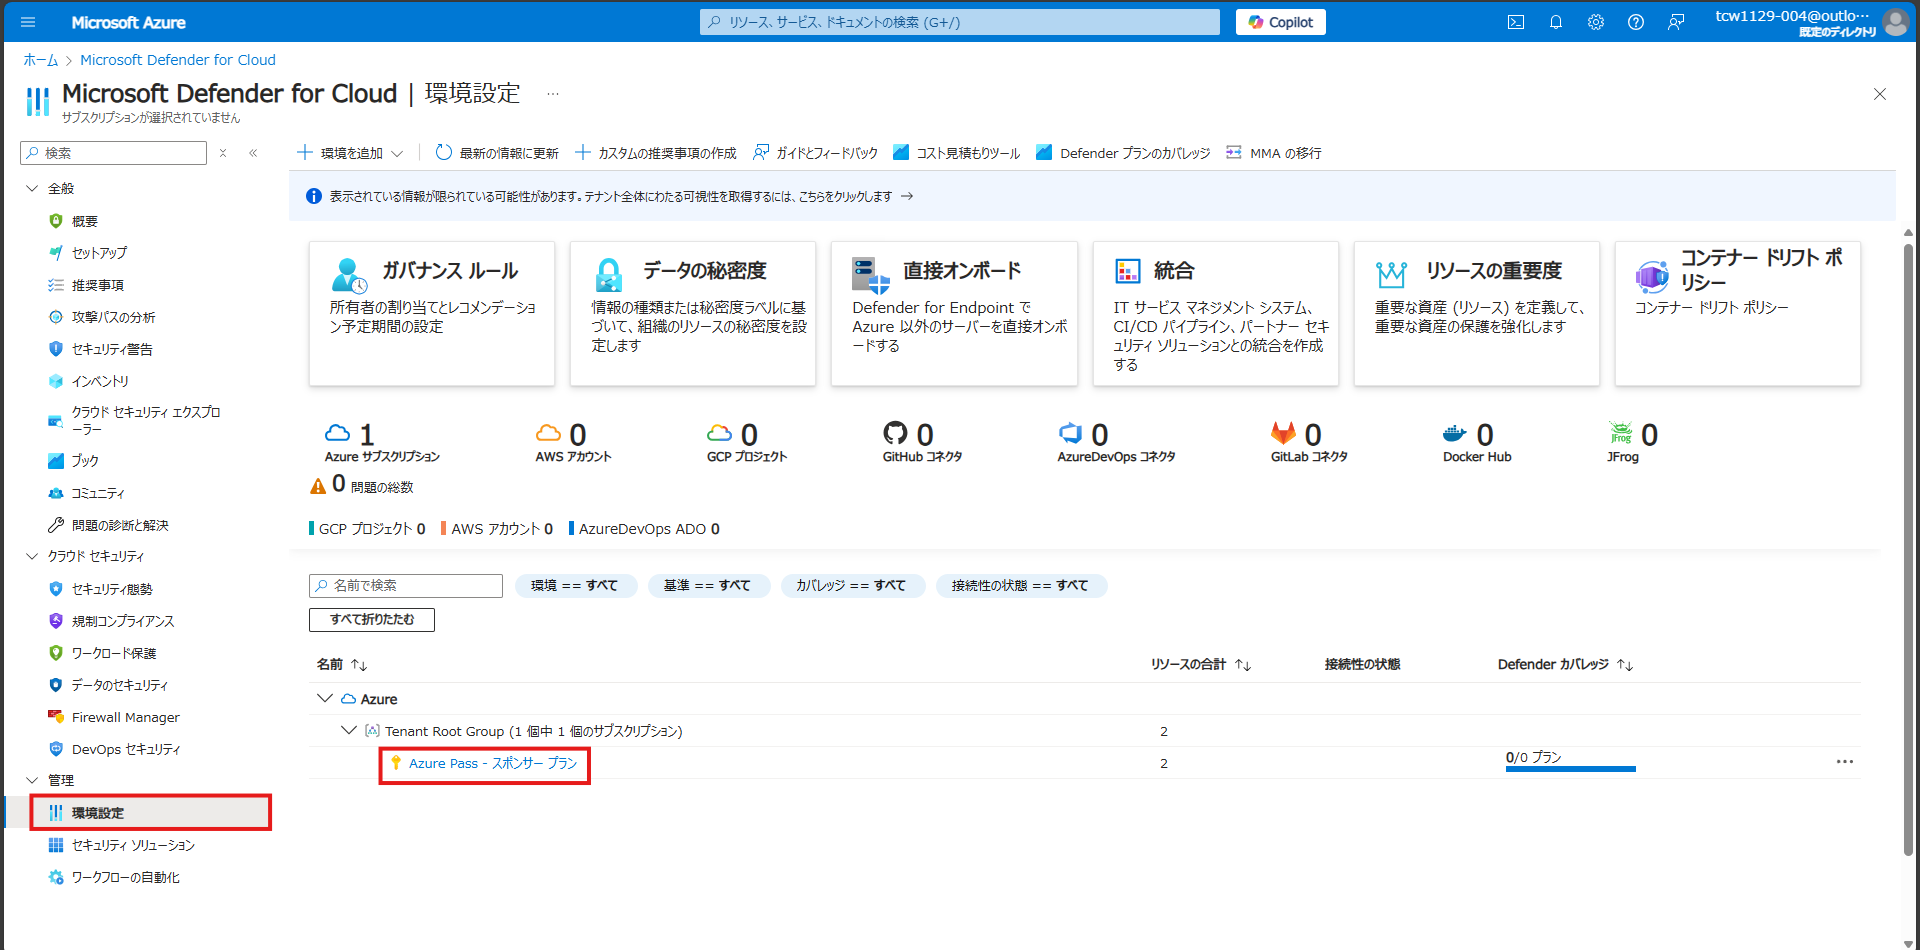 Microsoft Azure
リソース、サービス、ドキュメントの検索 (G+/)
Copilot
tcw1129-004@outlo…
既定のディレクトリ
ホーム > Microsoft Defender for Cloud
Microsoft Defender for Cloud | 環境設定 …
サブスクリプションが選択されていません
検索
全般
概要
セットアップ
推奨事項
攻撃パスの分析
セキュリティ警告
インベントリ
クラウド セキュリティ エクスプロ
ーラー
ブック
コミュニティ
問題の診断と解決
クラウド セキュリティ
セキュリティ態勢
規制コンプライアンス
ワークロード保護
データのセキュリティ
Firewall Manager
DevOps セキュリティ
管理
環境設定
セキュリティ ソリューション
ワークフローの自動化
環境を追加
最新の情報に更新
カスタムの推奨事項の作成
ガイドとフィードバック
コスト見積もりツール
Defender プランのカバレッジ
MMA の移行
表示されている情報が限られている可能性があります。テナント全体にわたる可視性を取得するには、こちらをクリックします →
ガバナンス ルール
所有者の割り当てとレコメンデーショ
ン予定期間の設定
データの秘密度
情報の種類または秘密度ラベルに基
づいて、組織のリソースの秘密度を設
定します
直接オンボード
Defender for Endpoint で
Azure 以外のサーバーを直接オンボ
ードする
統合
IT サービス マネジメント システム、
CI/CD パイプライン、パートナー セキ
ュリティ ソリューションとの統合を作成
する
リソースの重要度
重要な資産 (リソース) を定義して、
重要な資産の保護を強化します
コンテナー ドリフト ポ
リシー
コンテナー ドリフト ポリシー
1
Azure サブスクリプション
0
AWS アカウント
0
GCP プロジェクト
0
GitHub コネクタ
0
AzureDevOps コネクタ
0
GitLab コネクタ
0
Docker Hub
JFrog
0
JFrog
0 問題の総数
GCP プロジェクト 0
AWS アカウント 0
AzureDevOps ADO 0
名前で検索
環境 == すべて
基準 == すべて
カバレッジ == すべて
接続性の状態 == すべて
すべて折りたたむ
名前 ↑↓
リソースの合計 ↑↓
接続性の状態
Defender カバレッジ ↑↓
Azure
Tenant Root Group (1 個中 1 個のサブスクリプション)
2
Azure Pass - スポンサー プラン
2
0/0 プラン